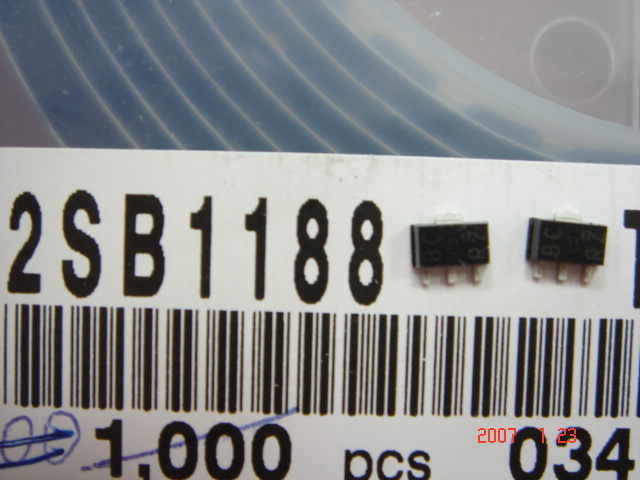 2SB1188
BC R7 BC R7
1,000 pcs 034
2007 1 23